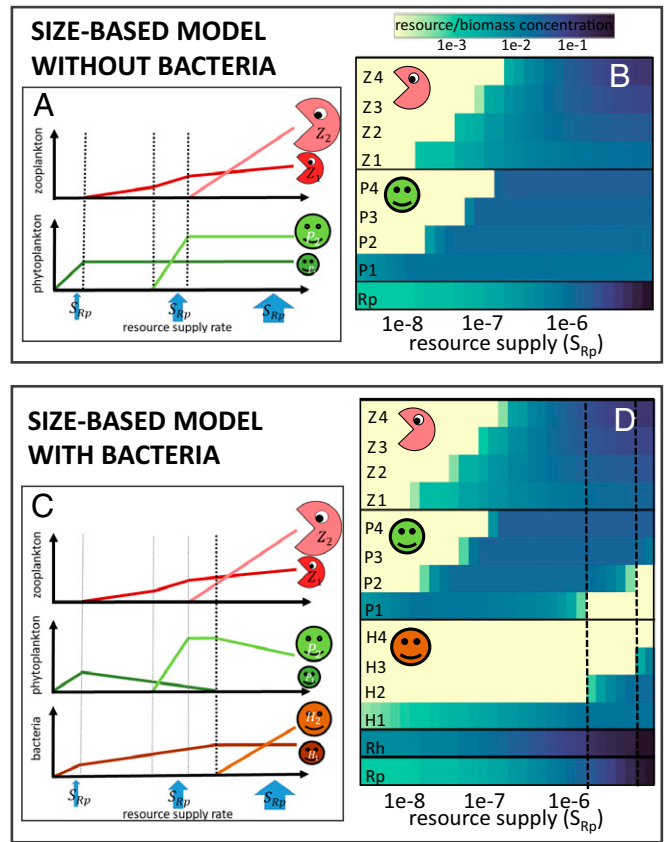 SIZE-BASED MODEL
WITHOUT BACTERIA
resource/biomass concentration
1e-3 1e-2 1e-1
A
zooplankton
Z2
Z1
phytoplankton
P2
SRp SRp SRp
resource supply rate
B
Z4
Z3
Z2
Z1
P4
P3
P2
P1
Rp
1e-8 1e-7 1e-6
resource supply (SRp)
SIZE-BASED MODEL
WITH BACTERIA
C
zooplankton
Z2
Z1
phytoplankton
P2
bacteria
H2
H1
SRp SRp SRp
resource supply rate
D
Z4
Z3
Z2
Z1
P4
P3
P2
P1
H4
H3
H2
H1
Rh
Rp
1e-8 1e-7 1e-6
resource supply (SRp)